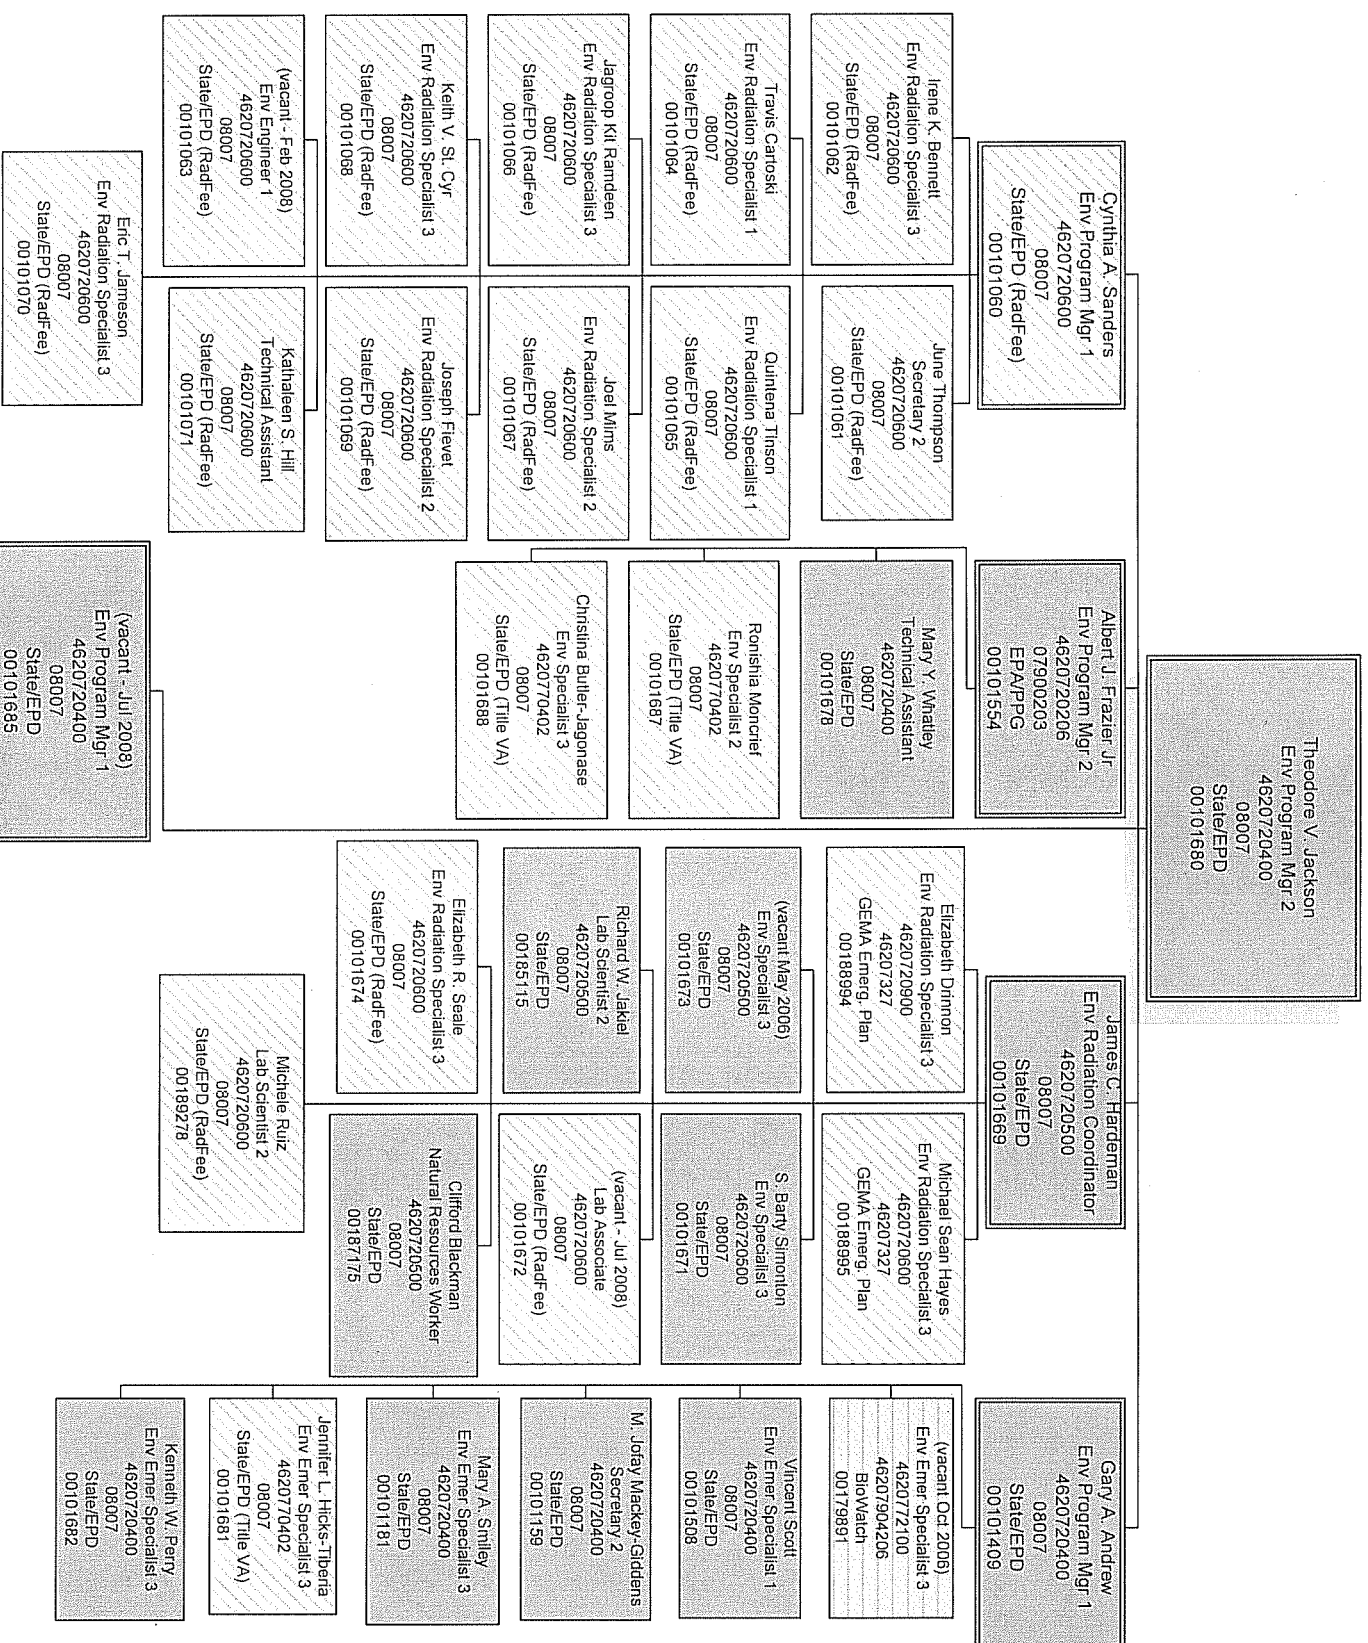 Theodore V. Jackson
Env Program Mgr 2
4620720400
08007
State/EPD
00101680
Cynthia A. Sanders
Env Program Mgr 1
4620720600
08007
State/EPD (RadFee)
00101060
Irene K. Bennett
Env Radiation Specialist 3
4620720600
08007
State/EPD (RadFee)
00101062
June Thompson
Secretary 2
4620720600
08007
State/EPD (RadFee)
00101061
Travis Cartoski
Env Radiation Specialist 1
4620720600
08007
State/EPD (RadFee)
00101064
Quintena Tinson
Env Radiation Specialist 1
4620720600
08007
State/EPD (RadFee)
00101065
Jagroop Kit Ramdeen
Env Radiation Specialist 3
4620720600
08007
State/EPD (RadFee)
00101066
Joel Mims
Env Radiation Specialist 2
4620720600
08007
State/EPD (RadFee)
00101067
Keith V. St. Cyr
Env Radiation Specialist 3
4620720600
08007
State/EPD (RadFee)
00101068
Joseph Fievet
Env Radiation Specialist 2
4620720600
08007
State/EPD (RadFee)
00101069
(vacant - Feb 2008)
Env Engineer 1
4620720600
08007
State/EPD (RadFee)
00101063
Kathaleen S. Hill
Technical Assistant
4620720600
08007
State/EPD (RadFee)
00101071
Eric T. Jameson
Env Radiation Specialist 3
4620720600
08007
State/EPD (RadFee)
00101070
Albert J. Frazier Jr
Env Program Mgr 2
4620720206
07900203
EPA/PPG
00101554
Mary Y. Whatley
Technical Assistant
4620720400
08007
State/EPD
00101678
Ronishia Moncrief
Env Specialist 2
4620770402
08007
State/EPD (Title VA)
00101687
Christina Butler-Jagonase
Env Specialist 3
4620770402
08007
State/EPD (Title VA)
00101688
(vacant - Jul 2008)
Env Program Mgr 1
4620720400
08007
State/EPD
00101685
James C. Hardeman
Env Radiation Coordinator
4620720500
08007
State/EPD
00101669
Elizabeth Drinnon
Env Radiation Specialist 3
4620720900
46207327
GEMA Emerg. Plan
00188994
Michael Sean Hayes
Env Radiation Specialist 3
4620720600
46207327
GEMA Emerg. Plan
00188995
(vacant May 2006)
Env Specialist 3
4620720500
08007
State/EPD
00101673
S. Barty Simonton
Env Specialist 3
4620720500
08007
State/EPD
00101671
Richard W. Jakiel
Lab Scientist 2
4620720500
08007
State/EPD
00185115
(vacant - Jul 2008)
Lab Associate
4620720600
08007
State/EPD (RadFee)
00101672
Elizabeth R. Seale
Env Radiation Specialist 3
4620720600
08007
State/EPD (RadFee)
00101674
Clifford Blackman
Natural Resources Worker
4620720500
08007
State/EPD
00187175
Michele Ruiz
Lab Scientist 2
4620720600
08007
State/EPD (RadFee)
00189278
Gary A. Andrew
Env Program Mgr 1
4620720400
08007
State/EPD
00101409
(vacant Oct 2006)
Env Emer Specialist 3
4620772100
46207904206
BioWatch
00179891
Vincent Scott
Env Emer Specialist 1
4620720400
08007
State/EPD
00101508
M. Jofay Mackey-Giddens
Secretary 2
4620720400
08007
State/EPD
00101159
Mary A. Smiley
Env Emer Specialist 3
4620720400
08007
State/EPD
00101181
Jennifer L. Hicks-Tiberia
Env Emer Specialist 3
4620770402
08007
State/EPD (Title VA)
00101681
Kenneth W. Perry
Env Emer Specialist 3
4620720400
08007
State/EPD
00101682